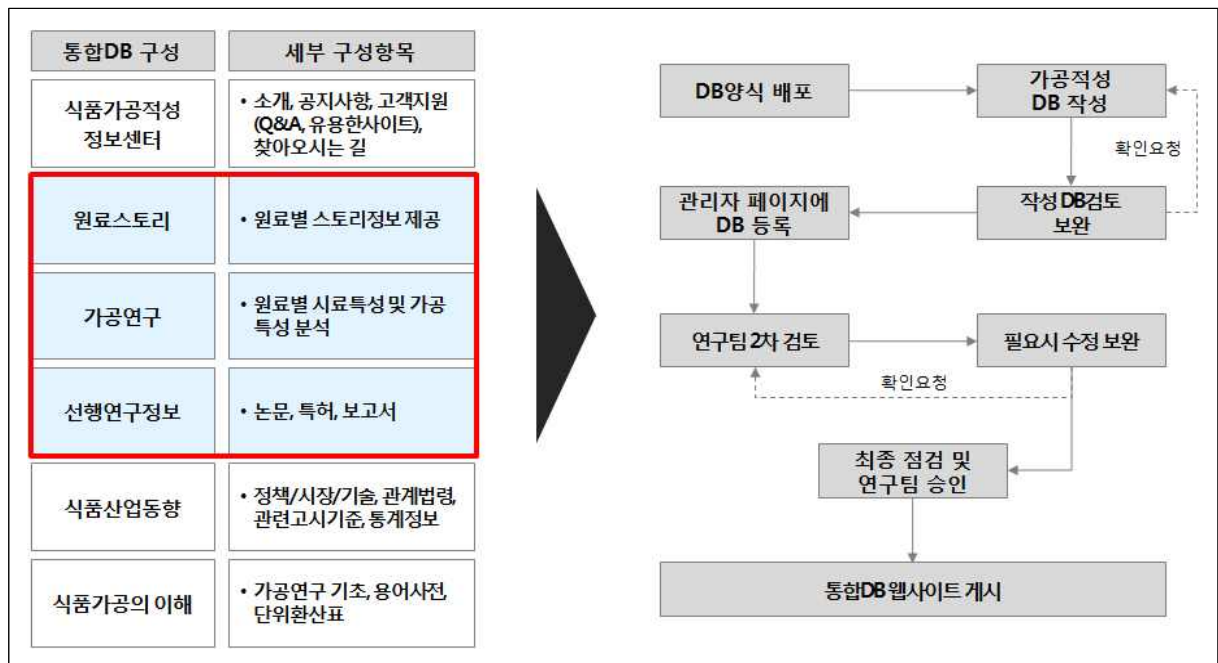 통합DB 구성
세부 구성항목
식품가공적성
정보센터
• 소개, 공지사항, 고객지원
(Q&A, 유용한사이트),
찾아오시는 길
원료스토리
• 원료별 스토리정보 제공
가공연구
• 원료별 시료특성 및 가공
특성 분석
선행연구정보
• 논문, 특허, 보고서
식품산업동향
• 정책/시장/기술, 관계법령,
관련고시기준, 통계정보
식품가공의 이해
• 가공연구 기초, 용어사전,
단위환산표
DB양식 배포
가공적성
DB 작성
확인요청
작성 DB검토
보완
관리자 페이지에
DB 등록
연구팀 2차 검토
필요시 수정 보완
확인요청
최종 점검 및
연구팀 승인
통합DB 웹사이트 게시